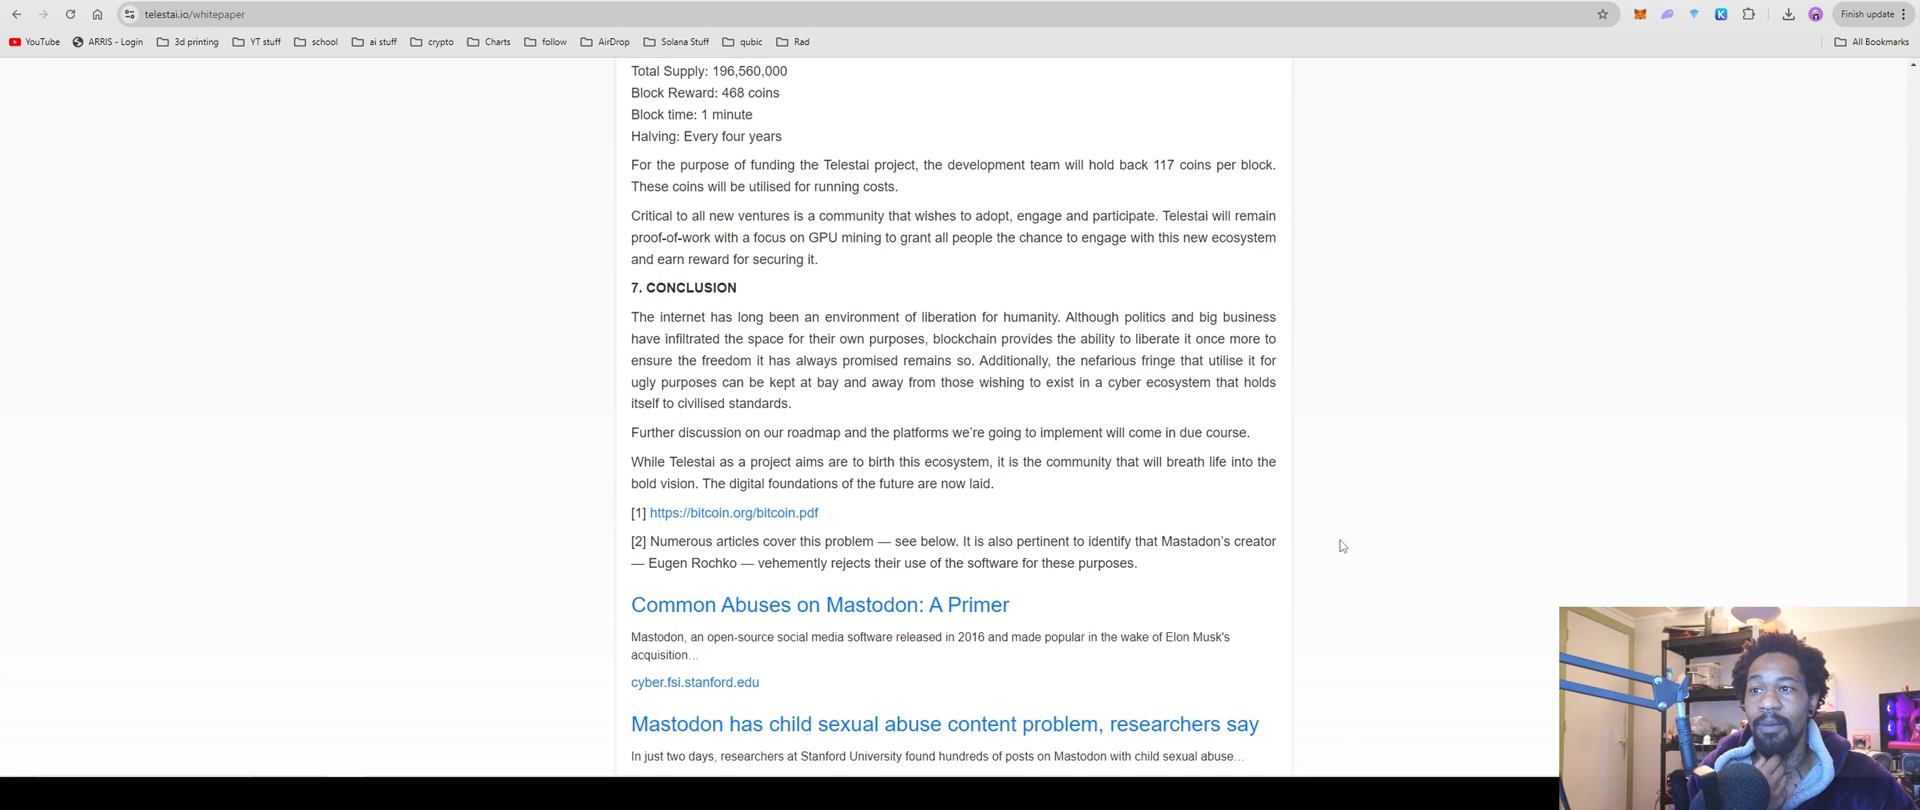 telestai.io/whitepaper
Finish update
YouTube ARRIS - Login 3d printing YT stuff school ai stuff crypto Charts follow AirDrop Solana Stuff qubic Rad All Bookmarks
Total Supply: 196,560,000
Block Reward: 468 coins
Block time: 1 minute
Halving: Every four years
For the purpose of funding the Telestai project, the development team will hold back 117 coins per block.
These coins will be utilised for running costs.
Critical to all new ventures is a community that wishes to adopt, engage and participate. Telestai will remain
proof-of-work with a focus on GPU mining to grant all people the chance to engage with this new ecosystem
and earn reward for securing it.
7. CONCLUSION
The internet has long been an environment of liberation for humanity. Although politics and big business
have infiltrated the space for their own purposes, blockchain provides the ability to liberate it once more to
ensure the freedom it has always promised remains so. Additionally, the nefarious fringe that utilise it for
ugly purposes can be kept at bay and away from those wishing to exist in a cyber ecosystem that holds
itself to civilised standards.
Further discussion on our roadmap and the platforms we're going to implement will come in due course.
While Telestai as a project aims are to birth this ecosystem, it is the community that will breath life into the
bold vision. The digital foundations of the future are now laid.
[1] https://bitcoin.org/bitcoin.pdf
[2] Numerous articles cover this problem — see below. It is also pertinent to identify that Mastadon's creator
— Eugen Rochko — vehemently rejects their use of the software for these purposes.
Common Abuses on Mastodon: A Primer
Mastodon, an open-source social media software released in 2016 and made popular in the wake of Elon Musk's
acquisition…
cyber.fsi.stanford.edu
Mastodon has child sexual abuse content problem, researchers say
In just two days, researchers at Stanford University found hundreds of posts on Mastodon with child sexual abuse…